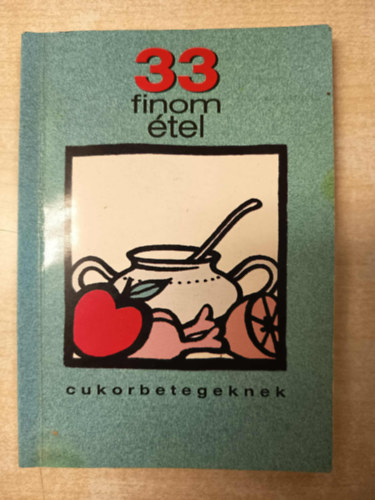 33
finom
étel
cukorbetegeknek